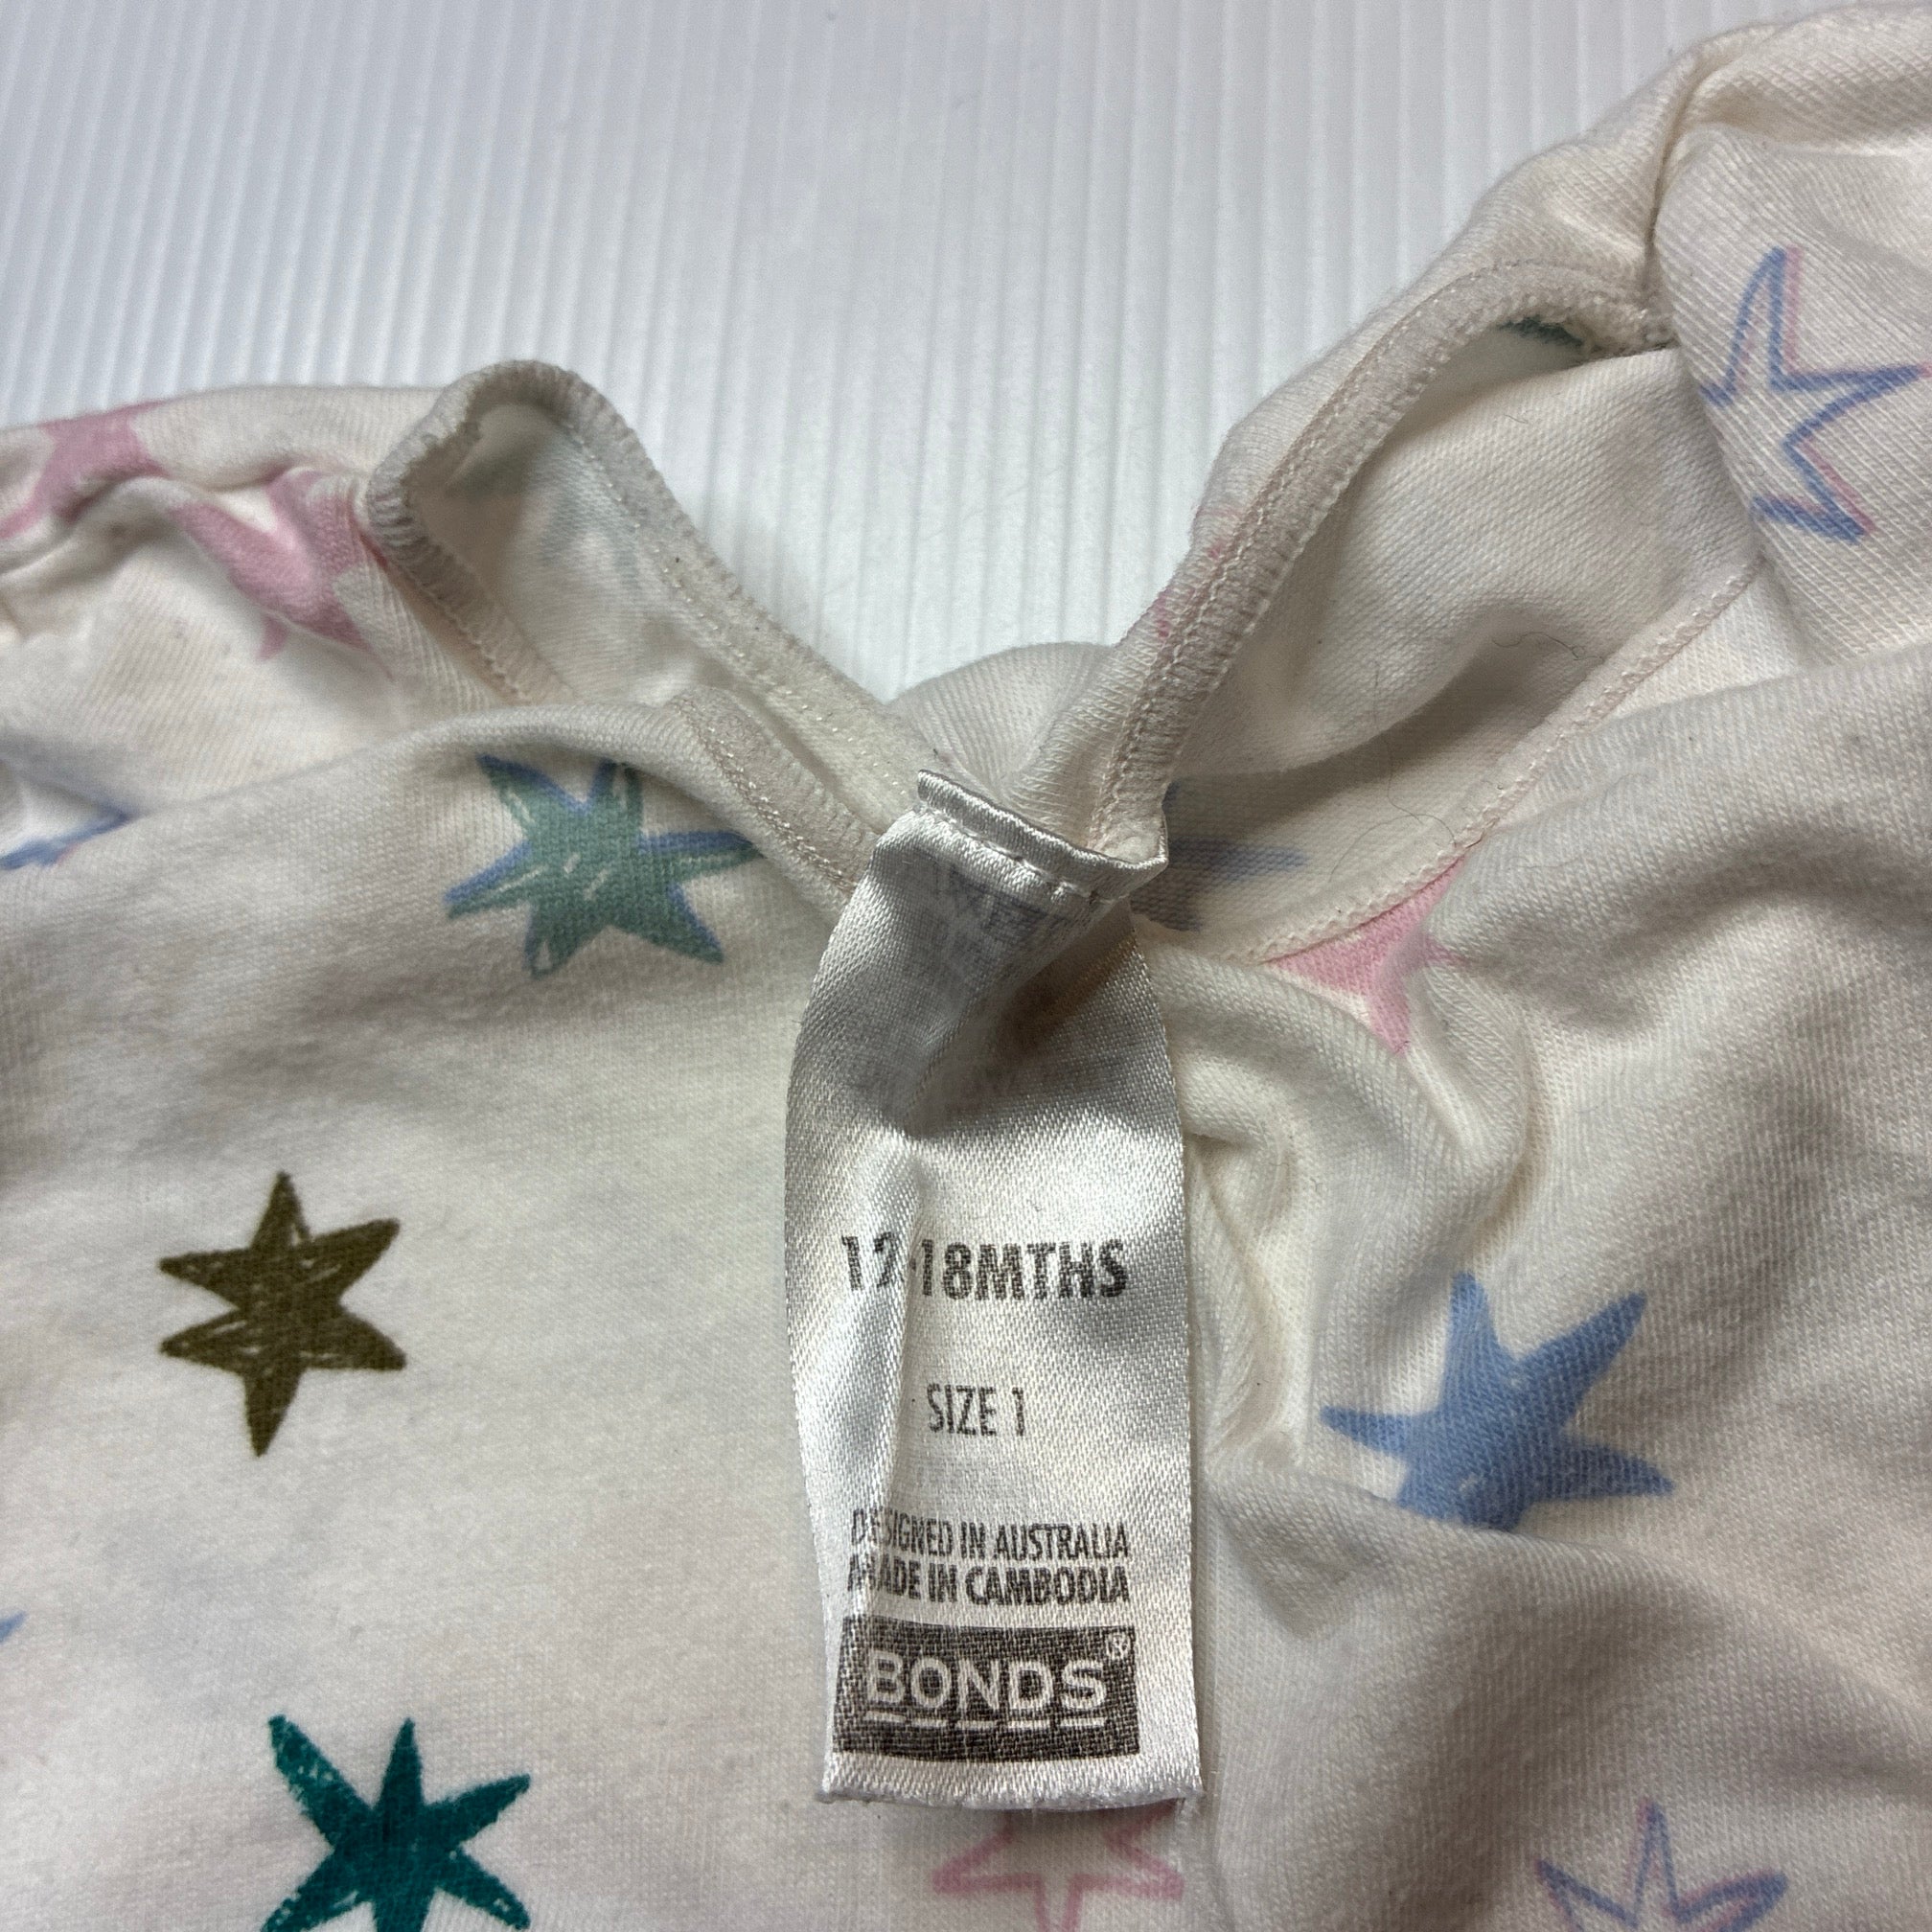 12-18MTHS
SIZE 1
DESIGNED IN AUSTRALIA
MADE IN CAMBODIA
BONDS®